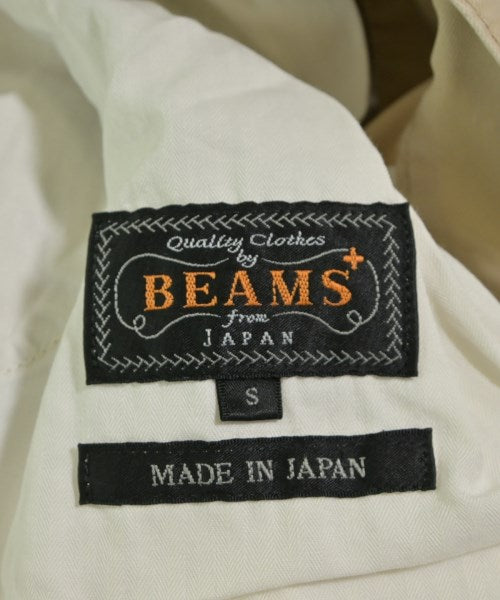 Quality Clothes
by
BEAMS+
from
JAPAN
S
MADE IN JAPAN